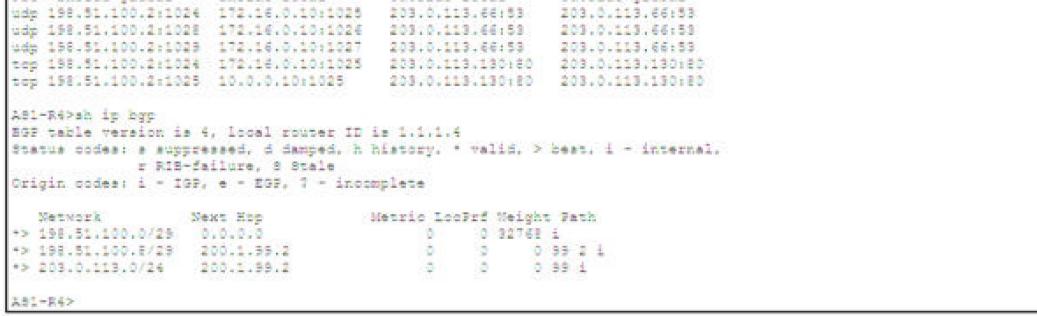 udp 198.51.100.2:1024 172.16.0.10:1025 203.0.113.66:53 203.0.113.66:53
udp 198.51.100.2:1028 172.16.0.10:1026 203.0.113.66:53 203.0.113.66:53
udp 198.51.100.2:1029 172.16.0.10:1027 203.0.113.66:53 203.0.113.66:53
tcp 198.51.100.2:1024 172.16.0.10:1025 203.0.113.130:80 203.0.113.130:80
tcp 198.51.100.2:1025 10.0.0.10:1025 203.0.113.130:80 203.0.113.130:80
AS1-R4>sh ip bgp
BGP table version is 4, local router ID is 1.1.1.4
Status codes: s suppressed, d damped, h history, * valid, > best, i - internal,
r RIB-failure, S Stale
Origin codes: i - IGP, e - EGP, ? - incomplete
Network Next Hop Metric LocPrf Weight Path
*> 198.51.100.0/29 0.0.0.0 0 0 32768 i
*> 198.51.100.8/29 200.1.99.2 0 0 0 99 2 i
*> 203.0.113.0/24 200.1.99.2 0 0 0 99 i
AS1-R4>